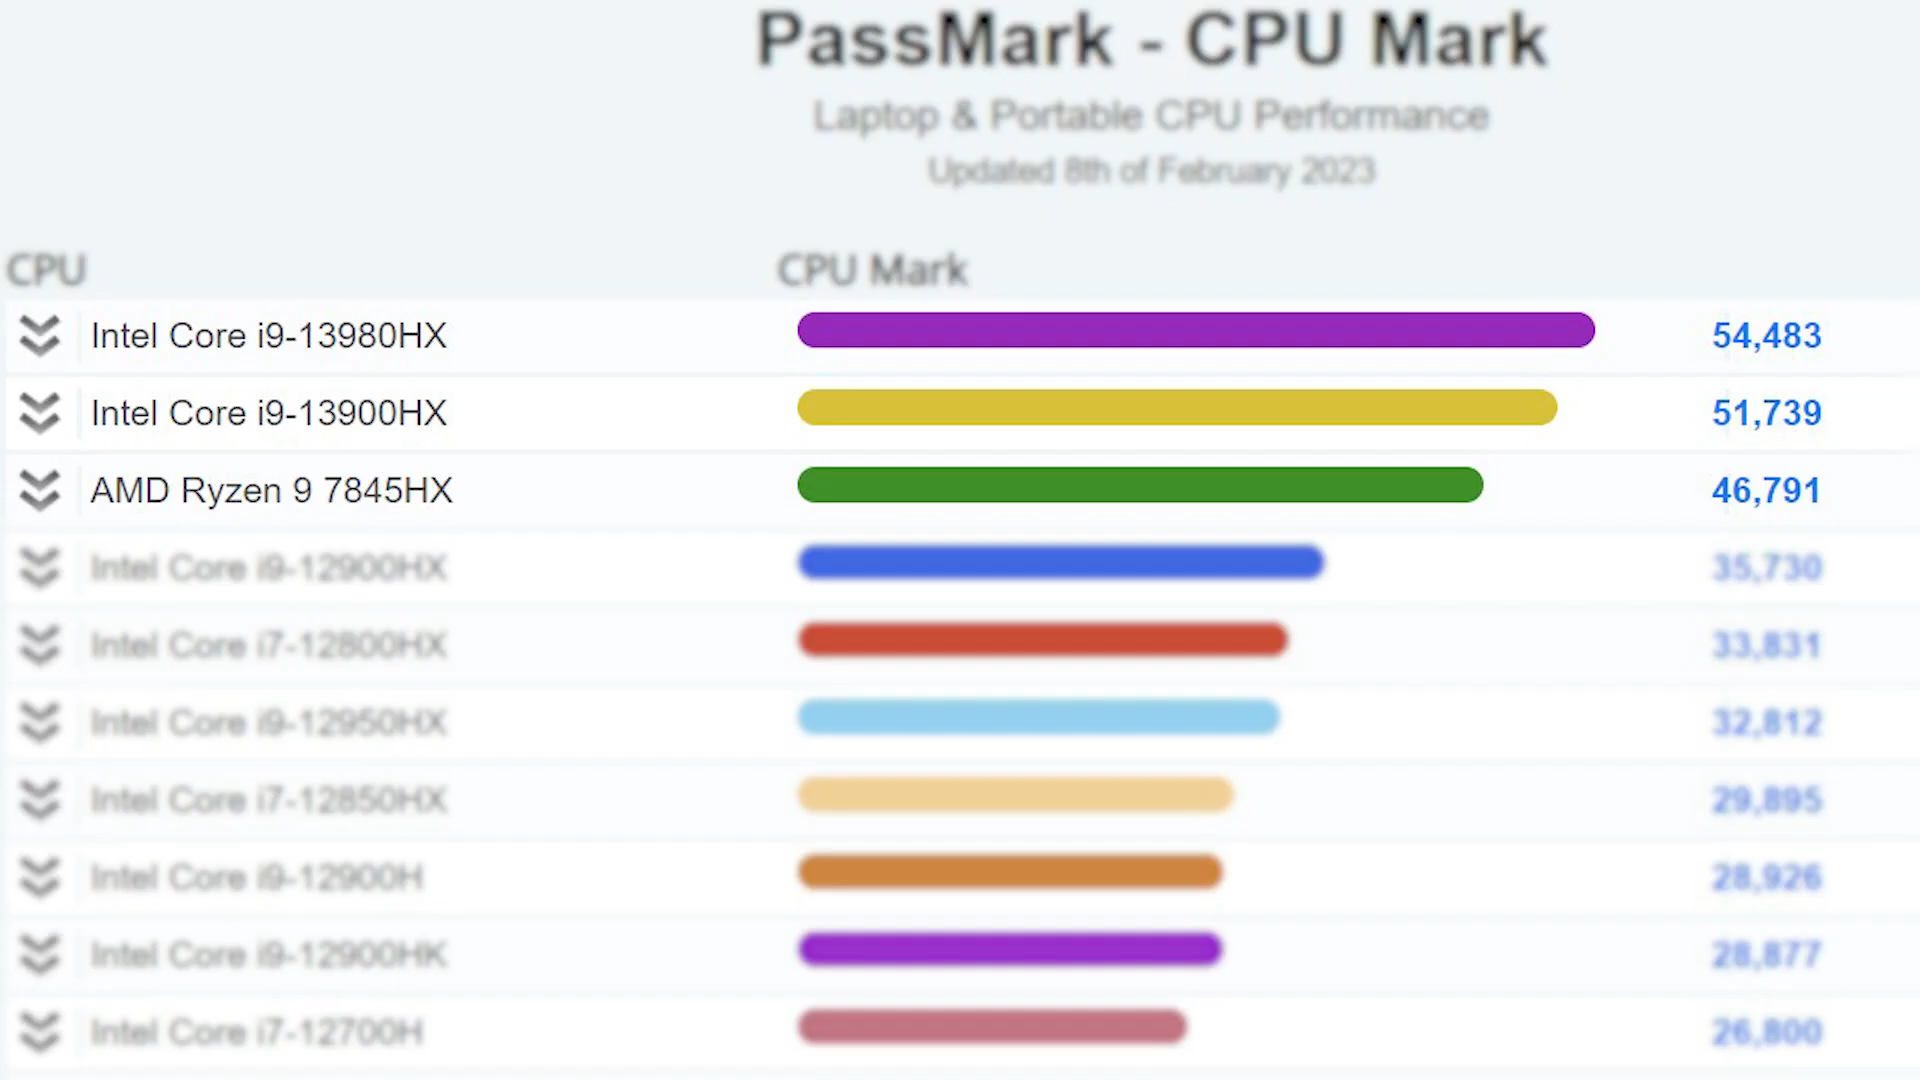 PassMark - CPU Mark
Laptop & Portable CPU Performance
Updated 8th of February 2023
CPU CPU Mark
Intel Core i9-13980HX 54,483
Intel Core i9-13900HX 51,739
AMD Ryzen 9 7845HX 46,791
Intel Core i9-12900HX 35,730
Intel Core i7-12800HX 33,831
Intel Core i9-12950HX 32,812
Intel Core i7-12850HX 29,895
Intel Core i9-12900H 28,926
Intel Core i9-12900HK 28,877
Intel Core i7-12700H 26,800